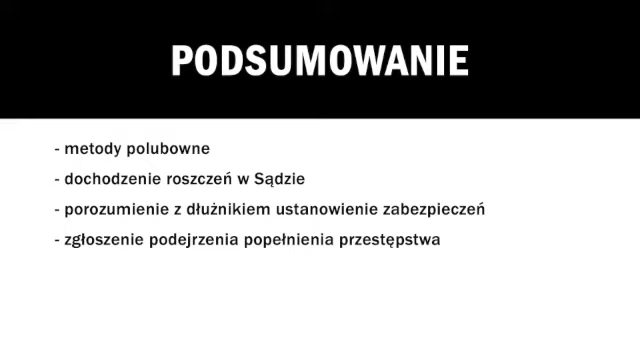 PODSUMOWANIE
- metody polubowne
- dochodzenie roszczeń w Sądzie
- porozumienie z dłużnikiem ustanowienie zabezpieczeń
- zgłoszenie podejrzenia popełnienia przestępstwa